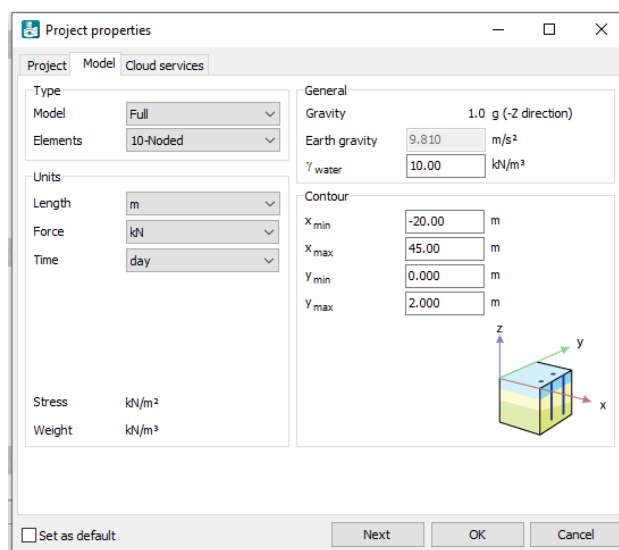 Project properties
Project Model Cloud services
Type
Model Full
Elements 10-Noded
Units
Length m
Force kN
Time day
Stress kN/m²
Weight kN/m³
General
Gravity 1.0 g (-Z direction)
Earth gravity 9.810 m/s²
γ water 10.00 kN/m³
Contour
x min -20.00 m
x max 45.00 m
y min 0.000 m
y max 2.000 m
z
y
x
Set as default Next OK Cancel